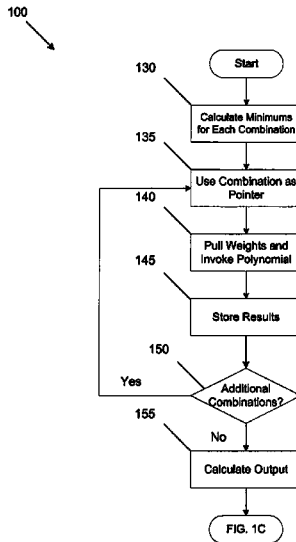 100
Start
130
Calculate Minimums
for Each Combination
135
Use Combination as
Pointer
140
Pull Weights and
Invoke Polynomial
145
Store Results
150
Yes
Additional
Combinations?
155
No
Calculate Output
FIG. 1C